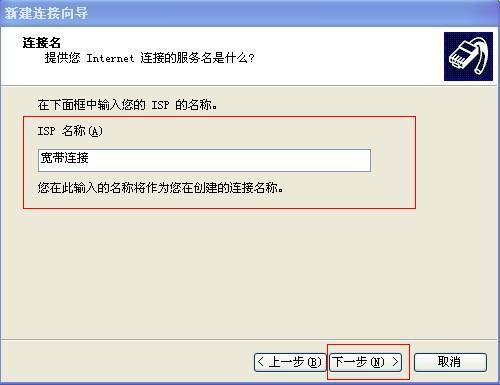 新建连接向导
连接名
提供您 Internet 连接的服务名是什么?
在下面框中输入您的 ISP 的名称。
ISP 名称(A)
宽带连接
您在此输入的名称将作为您在创建的连接名称。
< 上一步(B) 下一步(N) > 取消